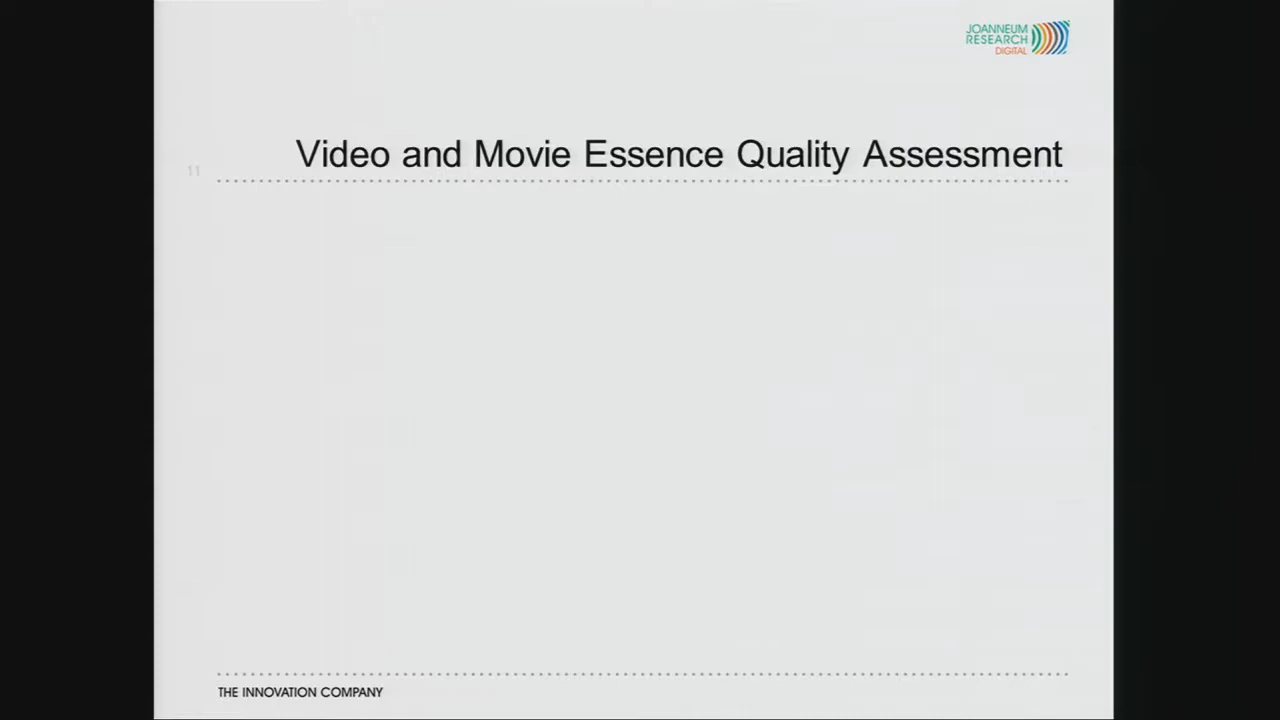 JOANNEUM
RESEARCH
DIGITAL
Video and Movie Essence Quality Assessment
11
THE INNOVATION COMPANY